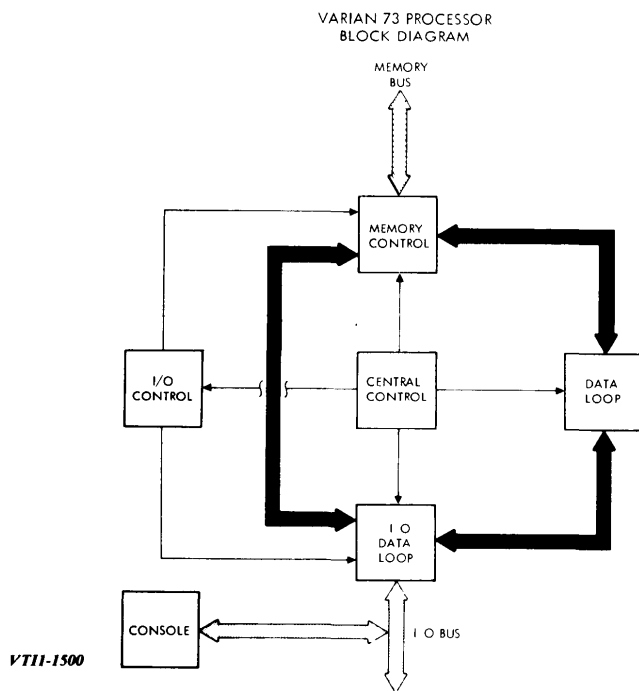 VARIAN 73 PROCESSOR
BLOCK DIAGRAM
MEMORY
BUS
MEMORY
CONTROL
I/O
CONTROL
CENTRAL
CONTROL
DATA
LOOP
I O
DATA
LOOP
CONSOLE
I O BUS
VTI1-1500